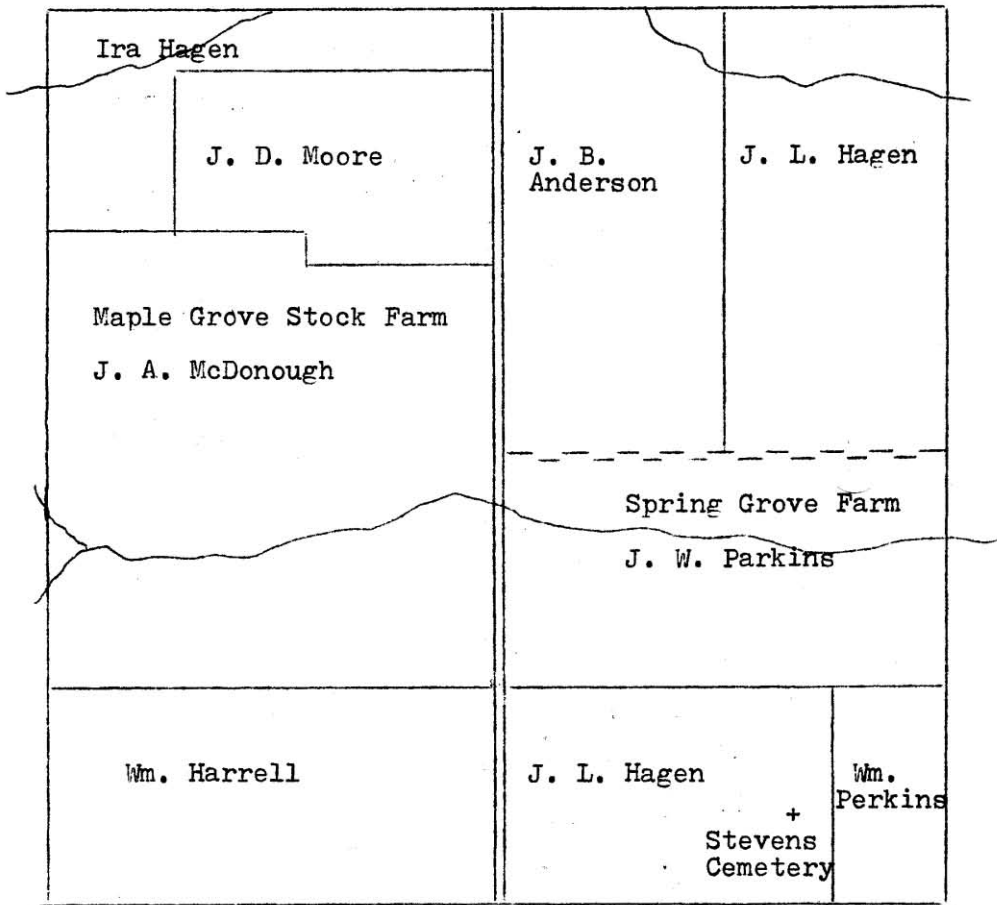 Ira Hagen
J. D. Moore
J. B.
Anderson
J. L. Hagen
Maple Grove Stock Farm
J. A. McDonough
Spring Grove Farm
J. W. Parkins
Wm. Harrell
J. L. Hagen
Wm.
Perkins
+
Stevens
Cemetery